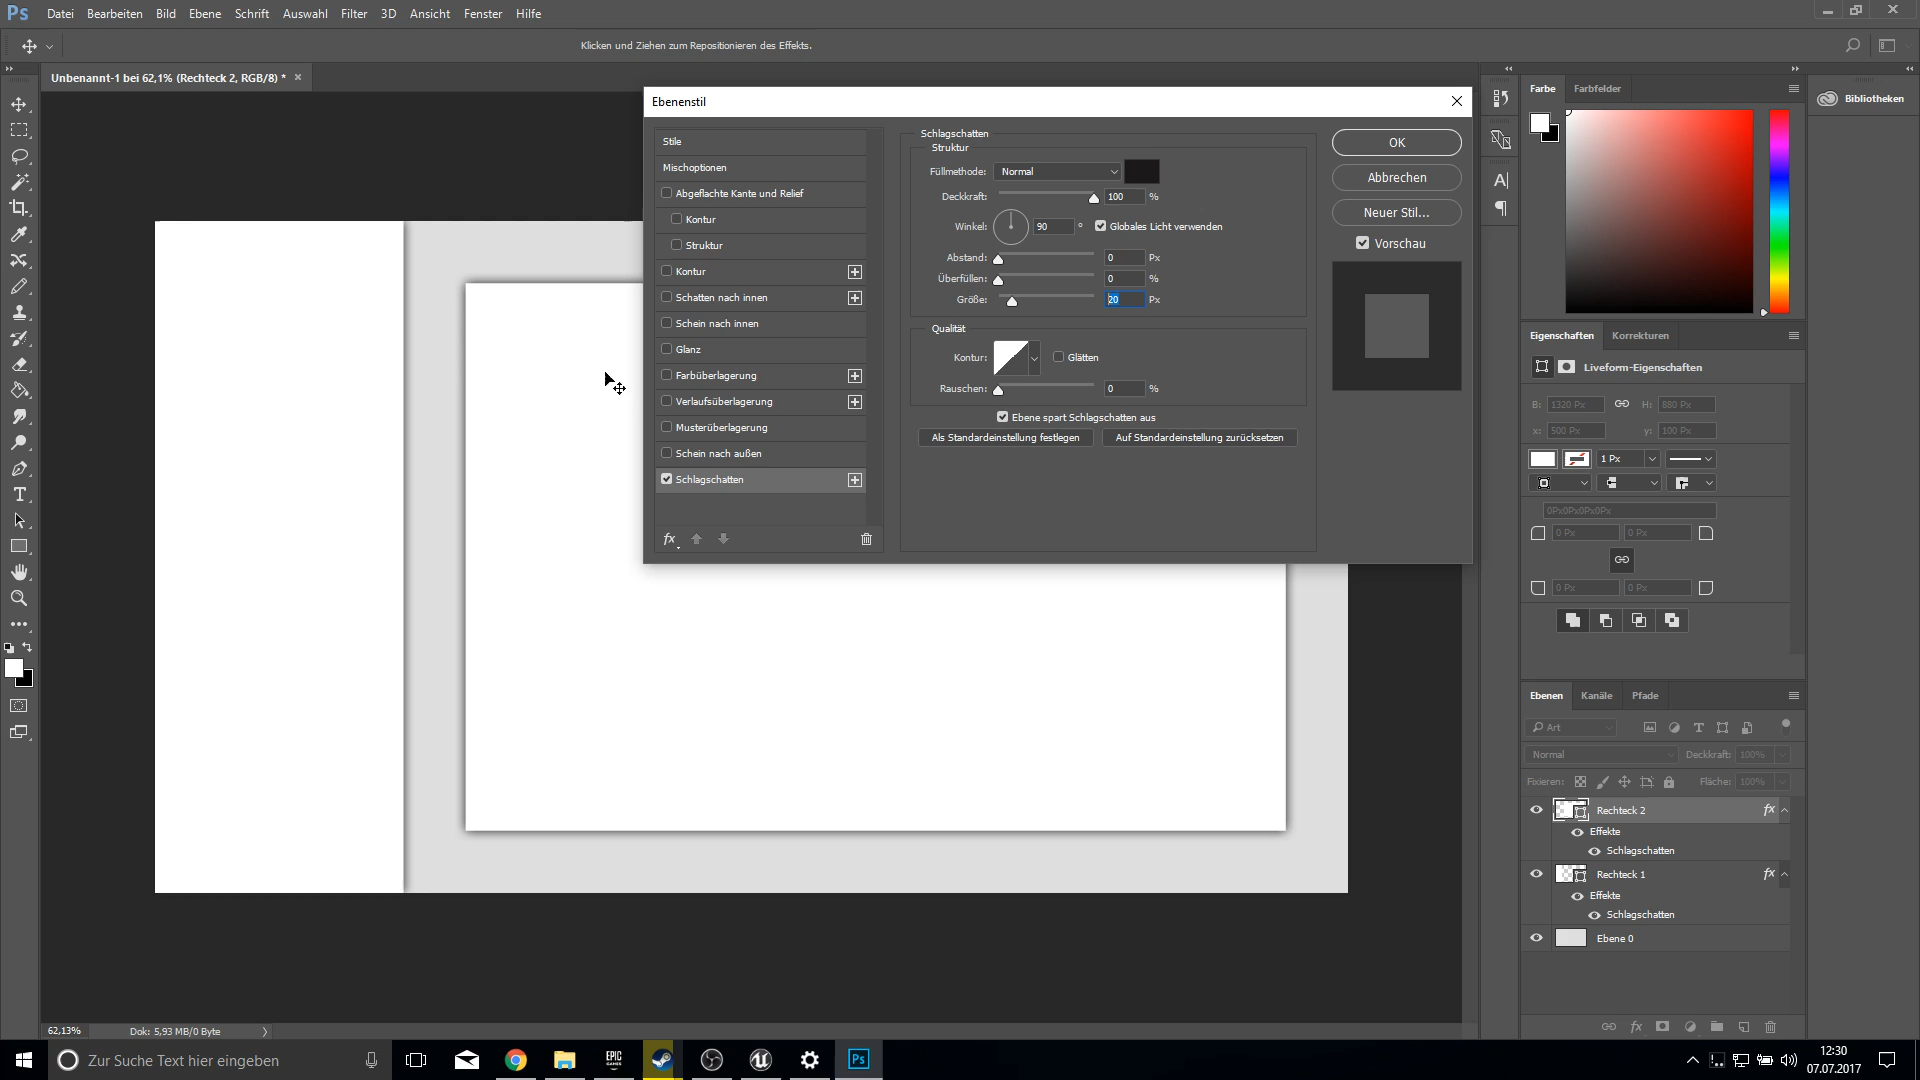 Ps Datei Bearbeiten Bild Ebene Schrift Auswahl Filter 3D Ansicht Fenster Hilfe
Klicken und Ziehen zum Repositionieren des Effekts.
Unbenannt-1 bei 62,1% (Rechteck 2, RGB/8) * ×
Ebenenstil
Stile
Mischoptionen
Abgeflachte Kante und Relief
Kontur
Struktur
Kontur
Schatten nach innen
Schein nach innen
Glanz
Farbüberlagerung
Verlaufsüberlagerung
Musterüberlagerung
Schein nach außen
Schlagschatten
fx
Schlagschatten
Struktur
Füllmethode: Normal
Deckkraft: 100 %
Winkel: 90 ° Globales Licht verwenden
Abstand: 0 Px
Überfüllen: 0 %
Größe: 20 Px
Qualität
Kontur: Glätten
Rauschen: 0 %
Ebene spart Schlagschatten aus
Als Standardeinstellung festlegen Auf Standardeinstellung zurücksetzen
OK
Abbrechen
Neuer Stil...
Vorschau
Farbe Farbfelder
Bibliotheken
Eigenschaften Korrekturen
Liveform-Eigenschaften
B: 1320 Px H: 880 Px
x: 500 Px y: 100 Px
1 Px
0Px0Px0Px0Px
0 Px 0 Px
0 Px 0 Px
Ebenen Kanäle Pfade
Art
Normal Deckkraft: 100%
Fixieren: Fläche: 100%
Rechteck 2 fx
Effekte
Schlagschatten
Rechteck 1 fx
Effekte
Schlagschatten
Ebene 0
fx
62,13% Dok: 5,93 MB/0 Byte
Zur Suche Text hier eingeben
EPIC GAMES
Ps
12:30
07.07.2017